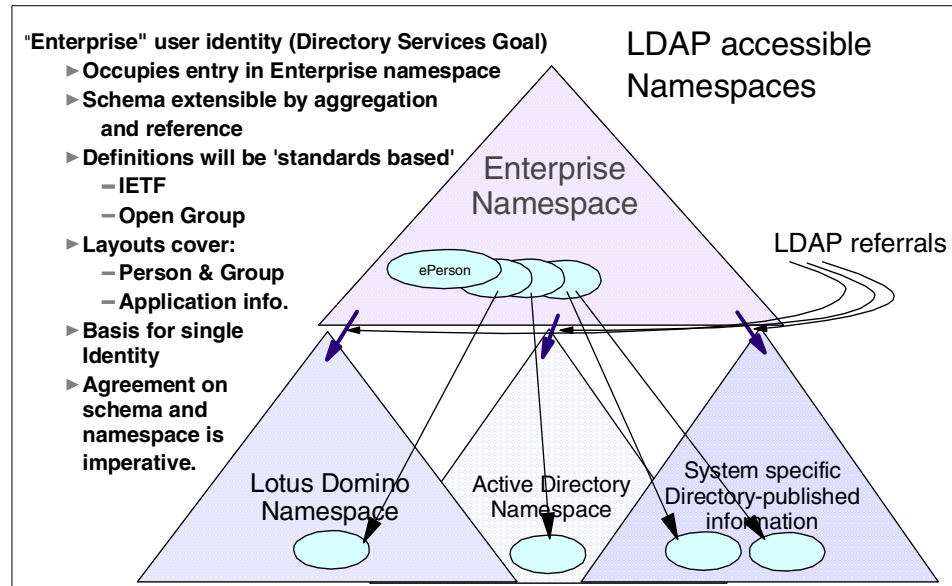 "Enterprise" user identity (Directory Services Goal)
Occupies entry in Enterprise namespace
Schema extensible by aggregation
and reference
Definitions will be 'standards based'
IETF
Open Group
Layouts cover:
Person & Group
Application info.
Basis for single
Identity
Agreement on
schema and
namespace is
imperative.
LDAP accessible
Namespaces
Enterprise
Namespace
LDAP referrals
ePerson
Lotus Domino
Namespace
Active Directory
Namespace
System specific
Directory-published
information